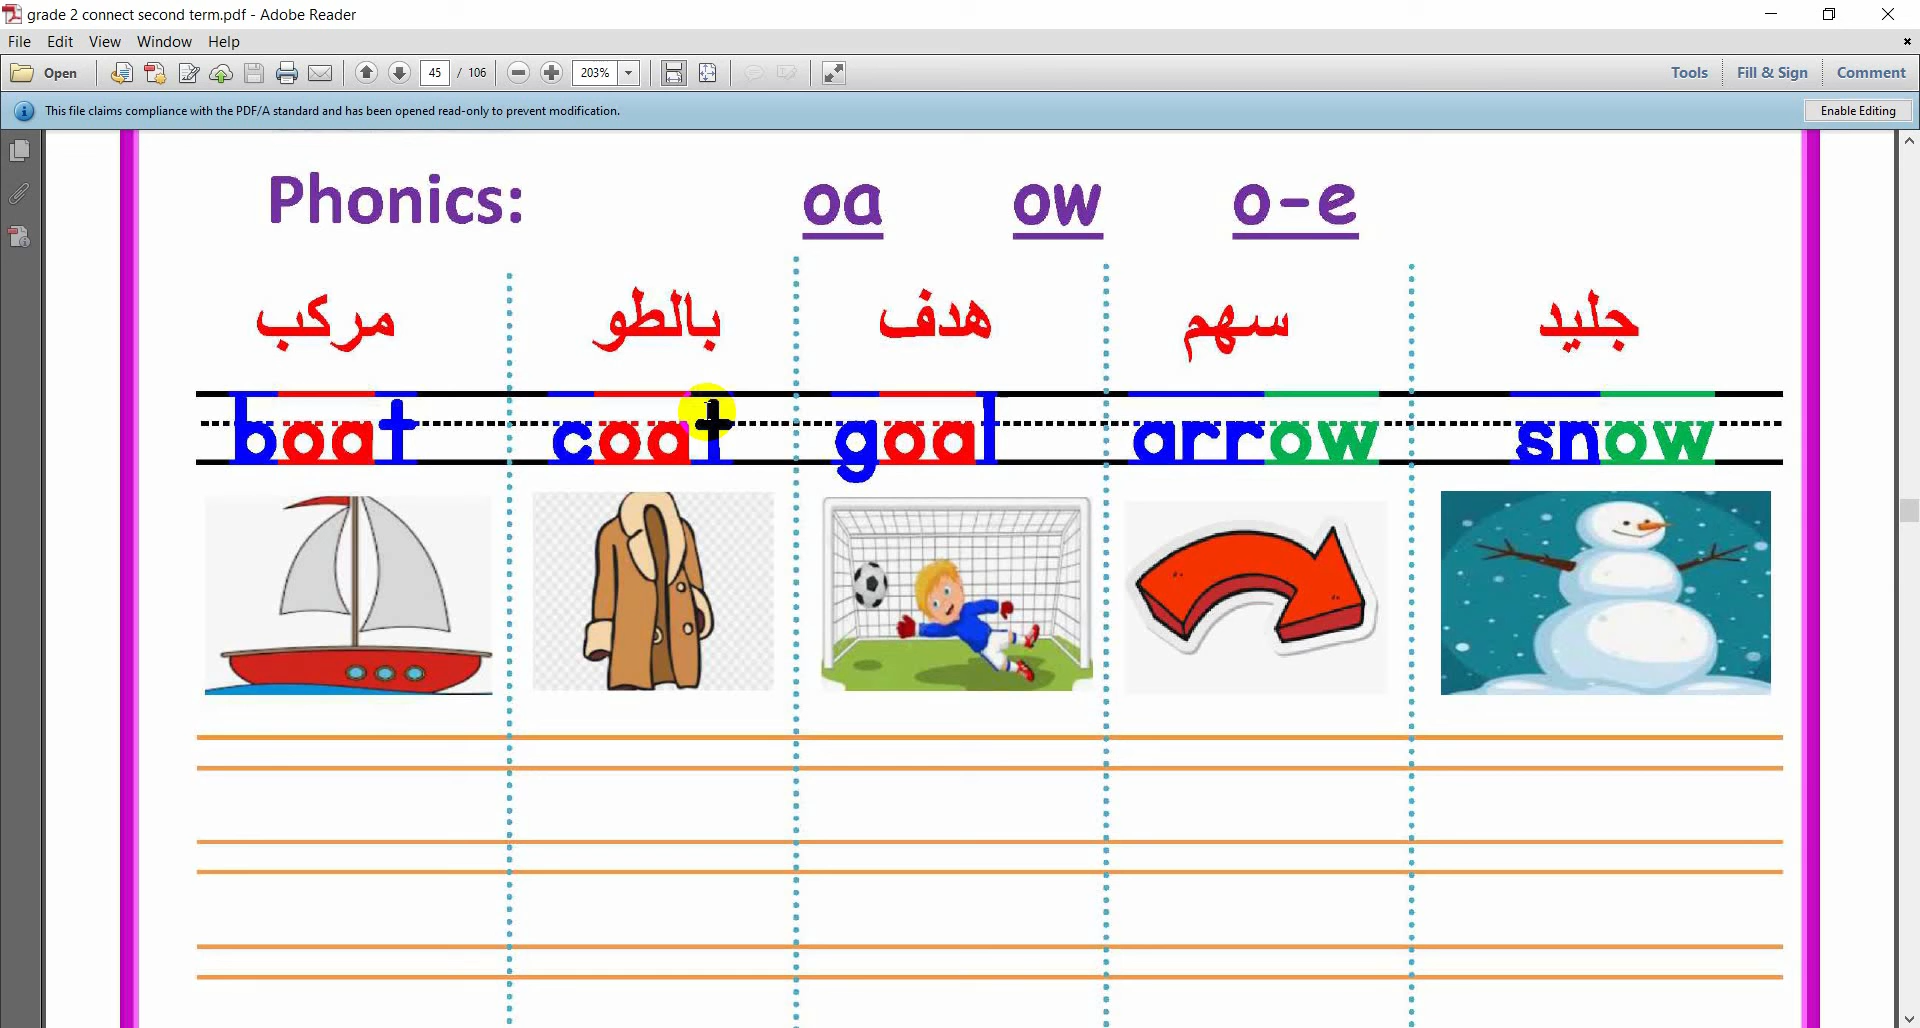 grade 2 connect second term.pdf - Adobe Reader
File Edit View Window Help
Open 45 / 106 203% Tools Fill & Sign Comment
This file claims compliance with the PDF/A standard and has been opened read-only to prevent modification. Enable Editing
Phonics: oa ow o-e
مركب بالطو هدف سهم جليد
boat coat goal arrow snow